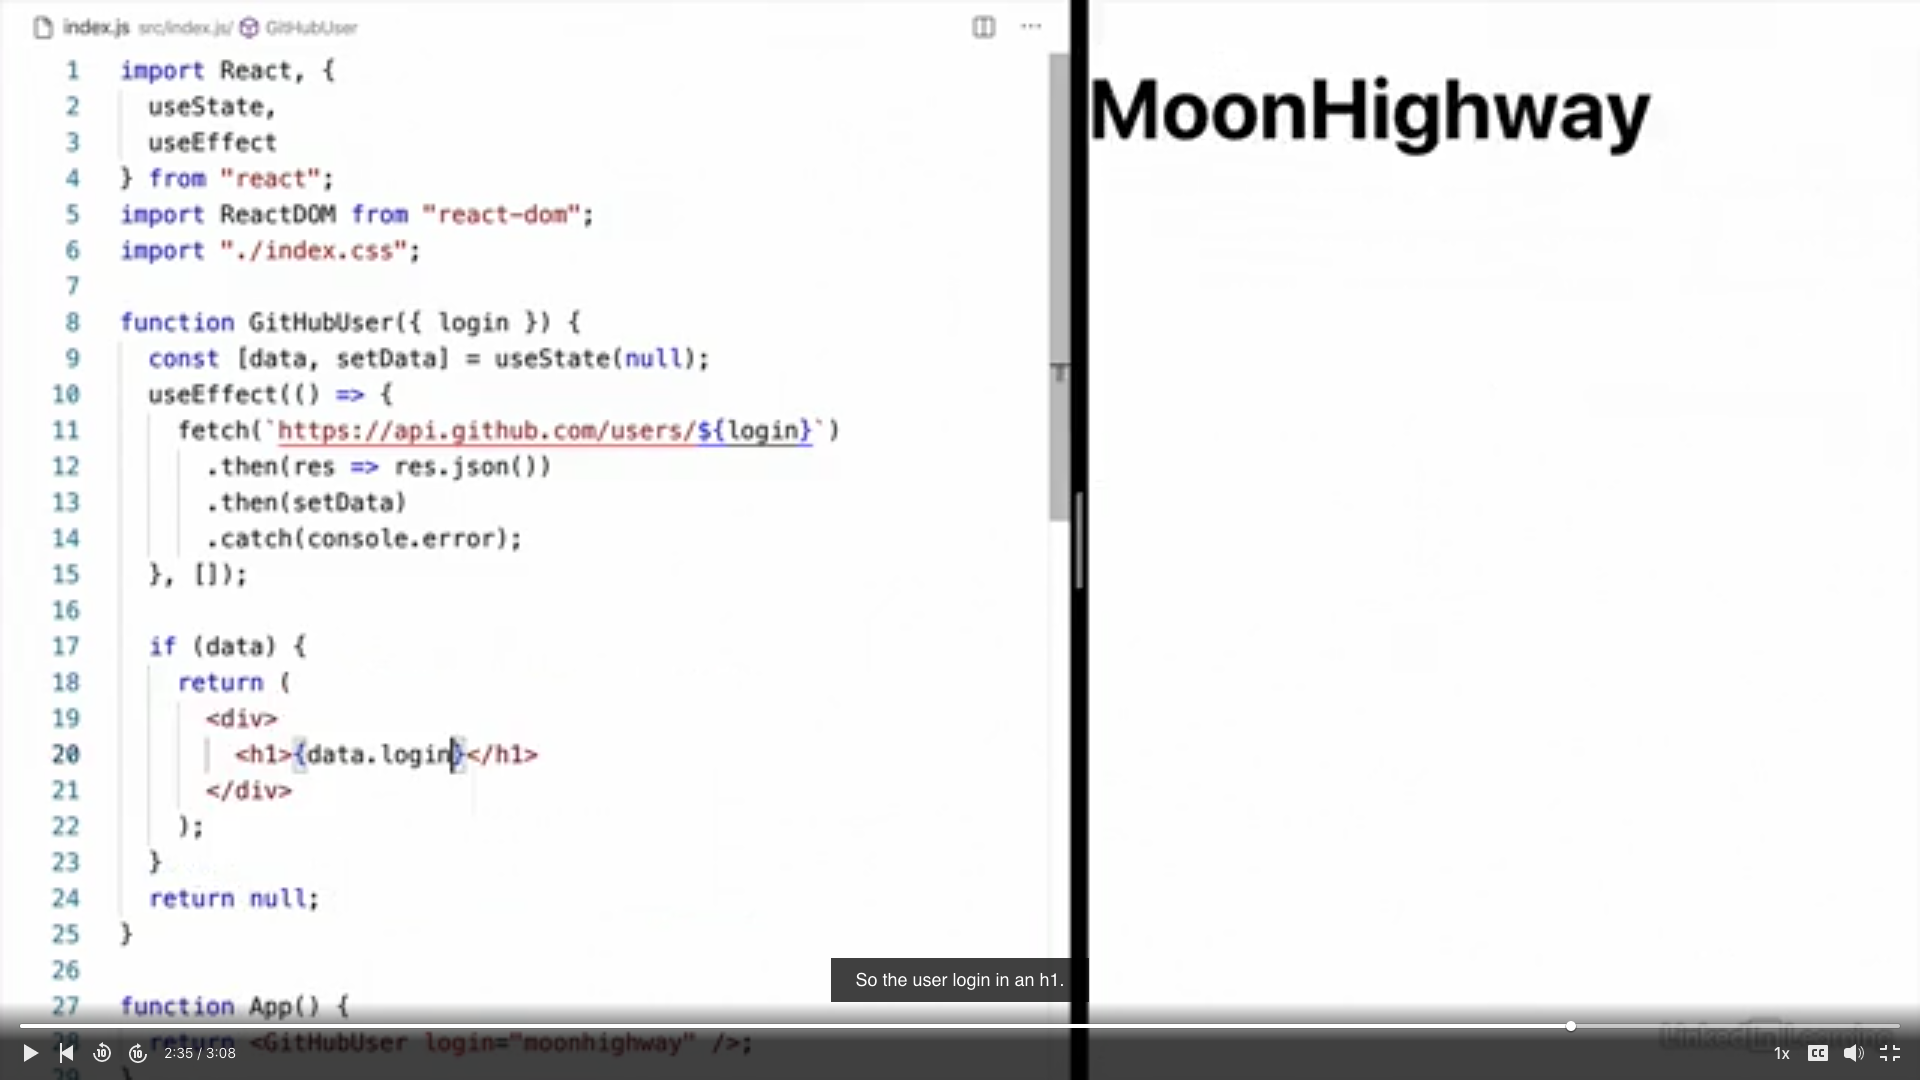 index.js src/index.js/ GitHubUser
1 import React, {
2 useState,
3 useEffect
4 } from "react";
5 import ReactDOM from "react-dom";
6 import "./index.css";
7
8 function GitHubUser({ login }) {
9 const [data, setData] = useState(null);
10 useEffect(() => {
11 fetch(`https://api.github.com/users/${login}`)
12 .then(res => res.json())
13 .then(setData)
14 .catch(console.error);
15 }, []);
16
17 if (data) {
18 return (
19 <div>
20 <h1>{data.login}</h1>
21 </div>
22 );
23 }
24 return null;
25 }
26
27 function App() {
28 return <GitHubUser login="moonhighway" />;
29 }
MoonHighway
So the user login in an h1.
10 10 2:35 / 3:08
1x CC
LinkedIn Learning